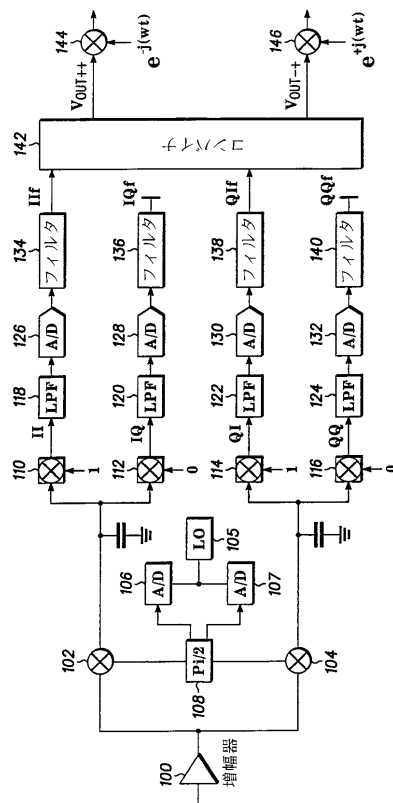 100
増幅器
102
104
106
A/D
A/D
107
LO
105
Pi/2
108
110
1
II
118
LPF
126
A/D
134
フィルタ
IIf
112
0
IQ
120
LPF
128
A/D
136
フィルタ
IQf
114
1
QI
122
LPF
130
A/D
138
フィルタ
QIf
116
0
QQ
124
LPF
132
A/D
140
フィルタ
QQf
142
コンバイナ
VOUT++
144
e-j(wt)
VOUT-+
146
e+j(wt)